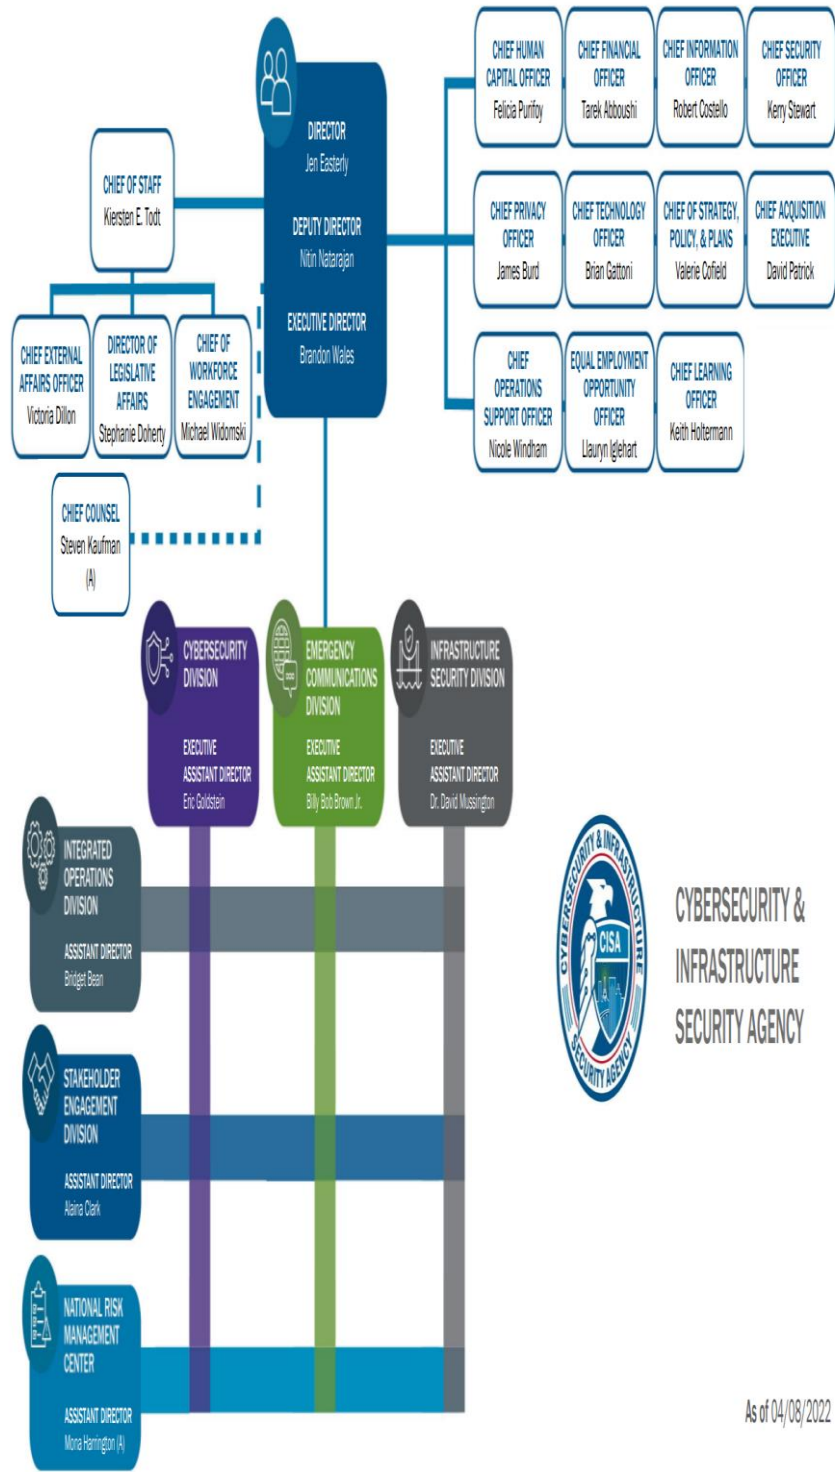 DIRECTOR
Jen Easterly
DEPUTY DIRECTOR
Nitin Natarajan
EXECUTIVE DIRECTOR
Brandon Wales
CHIEF OF STAFF
Kiersten E. Todt
CHIEF EXTERNAL
AFFAIRS OFFICER
Victoria Dillon
DIRECTOR OF
LEGISLATIVE
AFFAIRS
Stephanie Doherty
CHIEF OF
WORKFORCE
ENGAGEMENT
Michael Widomski
CHIEF COUNSEL
Steven Kaufman
(A)
CHIEF HUMAN
CAPITAL OFFICER
Felicia Purifoy
CHIEF FINANCIAL
OFFICER
Tarek Abboushi
CHIEF INFORMATION
OFFICER
Robert Costello
CHIEF SECURITY
OFFICER
Kerry Stewart
CHIEF PRIVACY
OFFICER
James Burd
CHIEF TECHNOLOGY
OFFICER
Brian Gattoni
CHIEF OF STRATEGY,
POLICY, & PLANS
Valerie Cofield
CHIEF ACQUISITION
EXECUTIVE
David Patrick
CHIEF
OPERATIONS
SUPPORT OFFICER
Nicole Windham
EQUAL EMPLOYMENT
OPPORTUNITY
OFFICER
Llauryn Iglehart
CHIEF LEARNING
OFFICER
Keith Holtermann
CYBERSECURITY
DIVISION
EXECUTIVE
ASSISTANT DIRECTOR
Eric Goldstein
EMERGENCY
COMMUNICATIONS
DIVISION
EXECUTIVE
ASSISTANT DIRECTOR
Billy Bob Brown Jr.
INFRASTRUCTURE
SECURITY DIVISION
EXECUTIVE
ASSISTANT DIRECTOR
Dr. David Mussington
INTEGRATED
OPERATIONS
DIVISION
ASSISTANT DIRECTOR
Bridget Bean
STAKEHOLDER
ENGAGEMENT
DIVISION
ASSISTANT DIRECTOR
Alaina Clark
NATIONAL RISK
MANAGEMENT
CENTER
ASSISTANT DIRECTOR
Mona Harrington (A)
CYBERSECURITY & INFRASTRUCTURE
CISA
SECURITY AGENCY
CYBERSECURITY &
INFRASTRUCTURE
SECURITY AGENCY
As of 04/08/2022